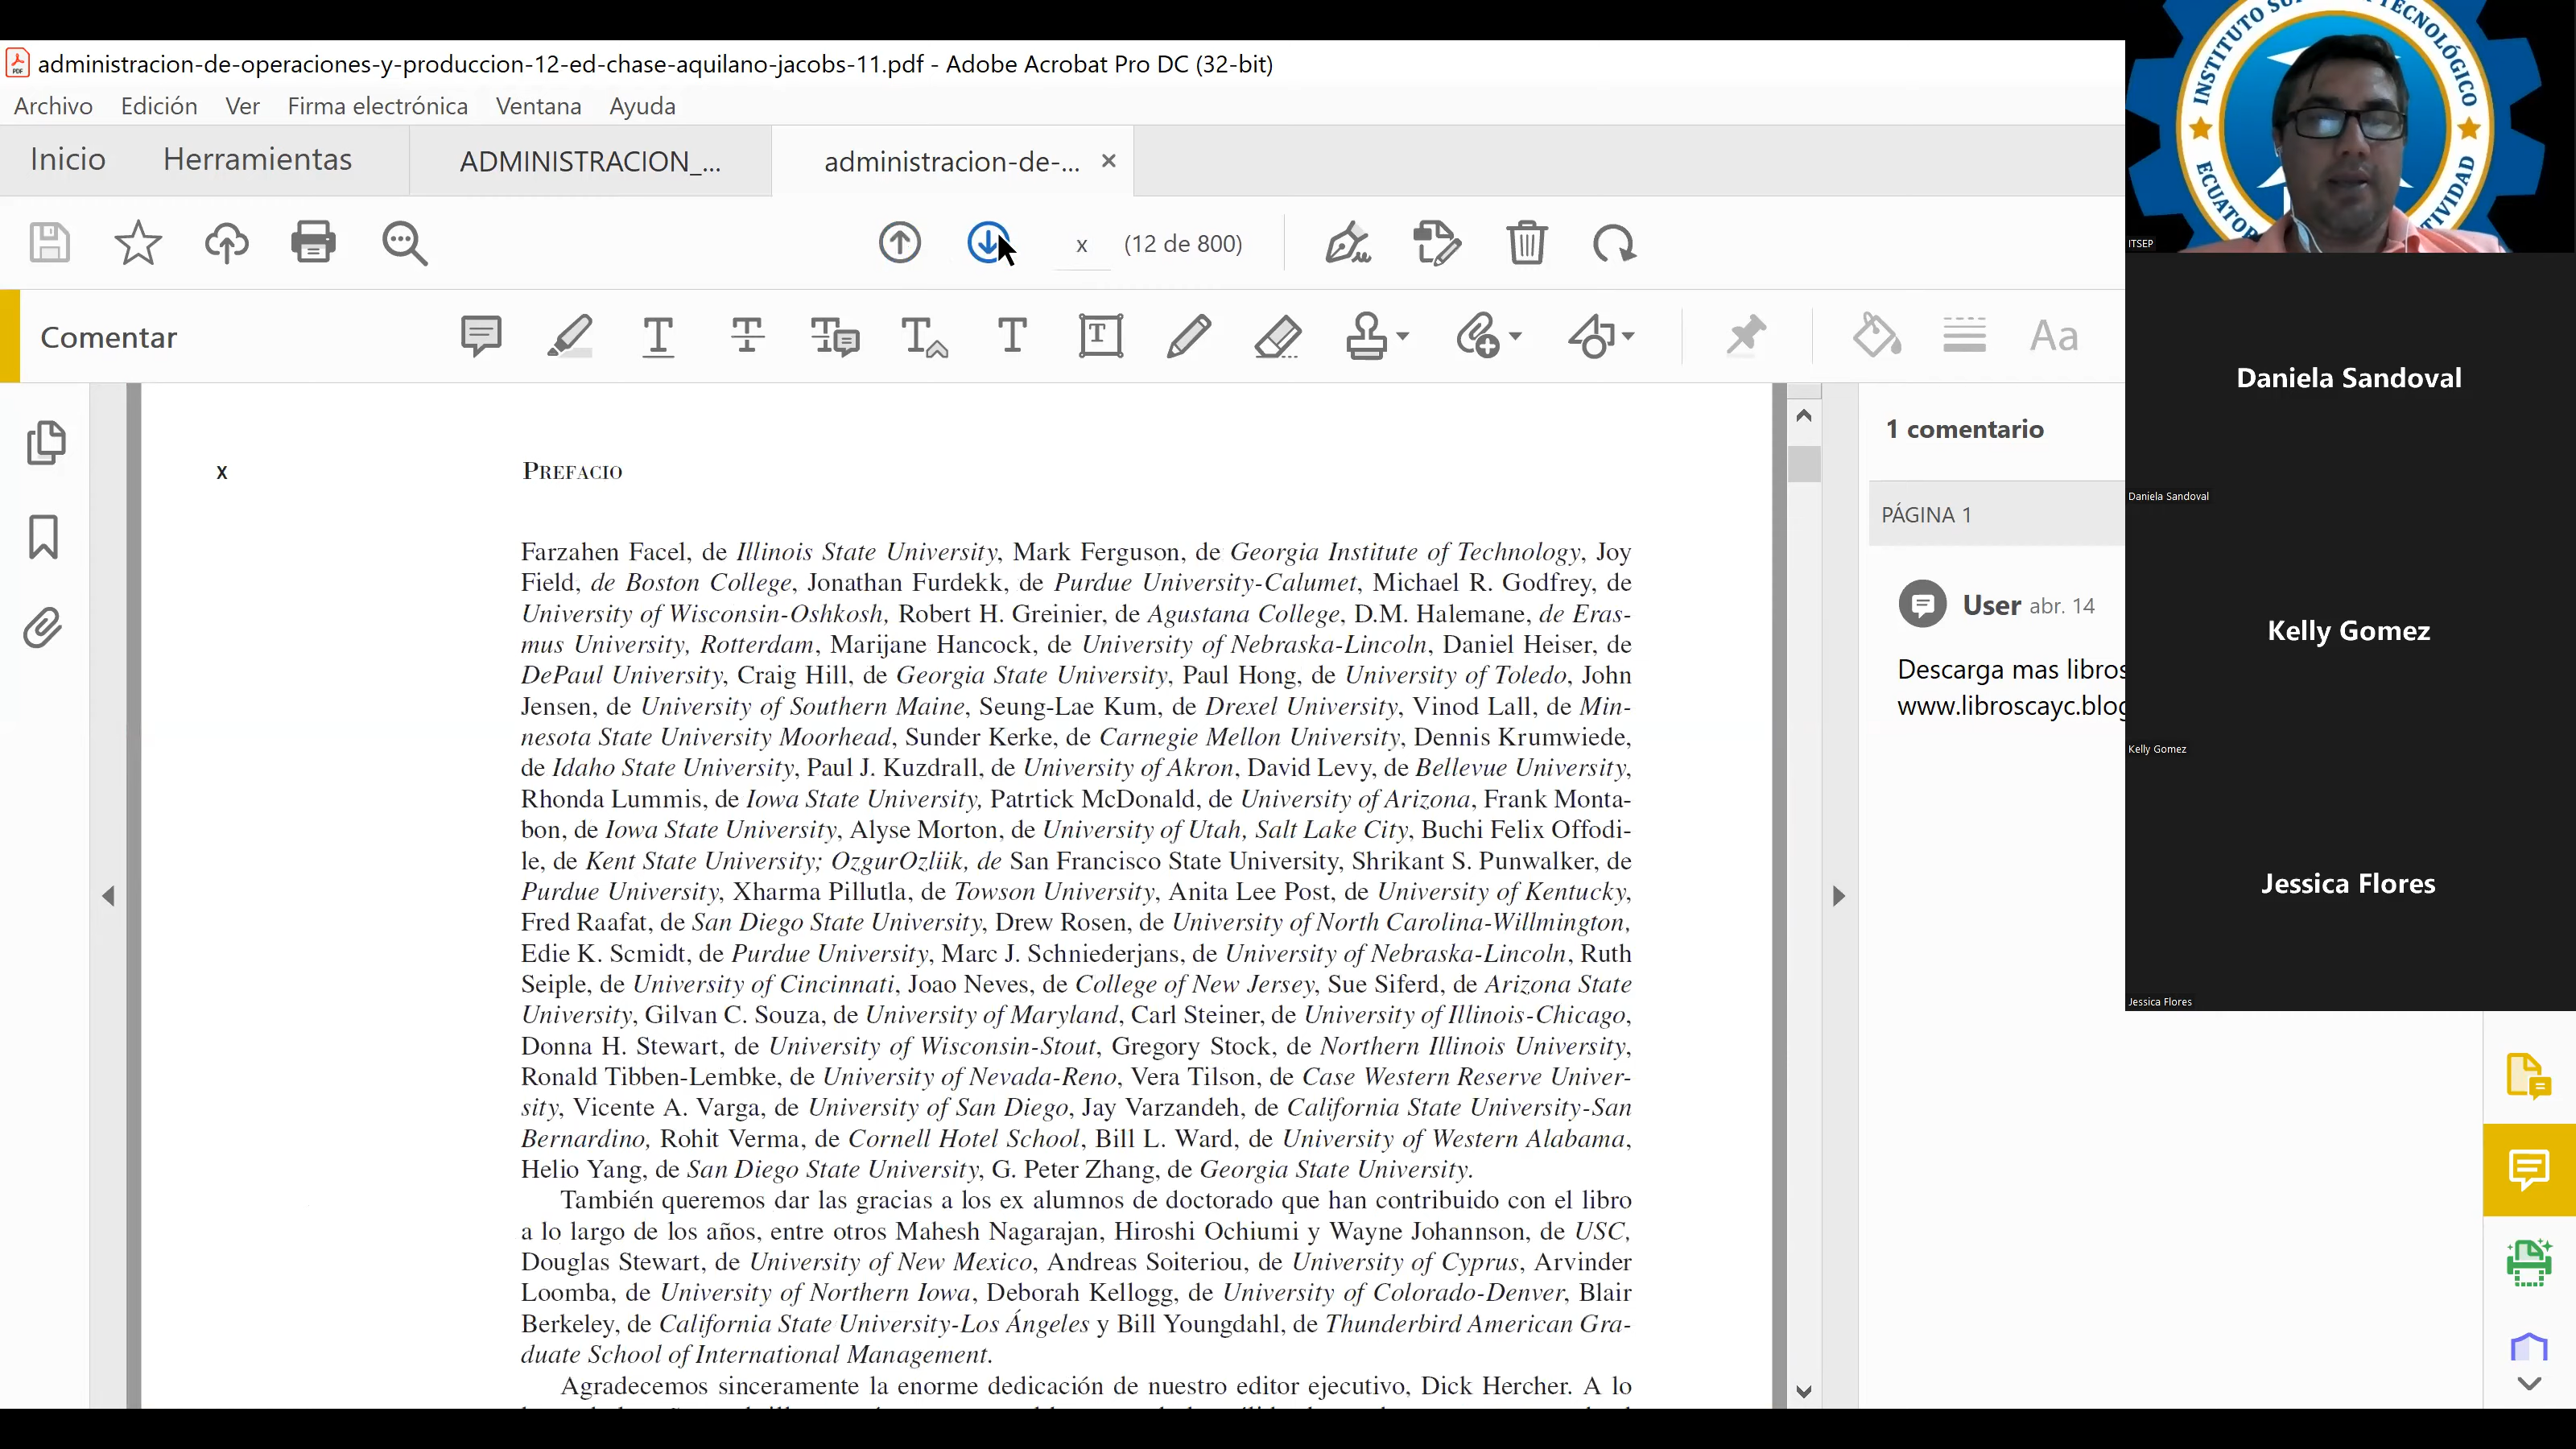 administracion-de-operaciones-y-produccion-12-ed-chase-aquilano-jacobs-11.pdf - Adobe Acrobat Pro DC (32-bit)
Archivo Edición Ver Firma electrónica Ventana Ayuda
Inicio Herramientas ADMINISTRACION_... administracion-de-... ×
x (12 de 800)
Comentar
Aa
x PREFACIO
Farzahen Facel, de Illinois State University, Mark Ferguson, de Georgia Institute of Technology, Joy
Field, de Boston College, Jonathan Furdekk, de Purdue University-Calumet, Michael R. Godfrey, de
University of Wisconsin-Oshkosh, Robert H. Greinier, de Agustana College, D.M. Halemane, de Eras-
mus University, Rotterdam, Marijane Hancock, de University of Nebraska-Lincoln, Daniel Heiser, de
DePaul University, Craig Hill, de Georgia State University, Paul Hong, de University of Toledo, John
Jensen, de University of Southern Maine, Seung-Lae Kum, de Drexel University, Vinod Lall, de Min-
nesota State University Moorhead, Sunder Kerke, de Carnegie Mellon University, Dennis Krumwiede,
de Idaho State University, Paul J. Kuzdrall, de University of Akron, David Levy, de Bellevue University,
Rhonda Lummis, de Iowa State University, Patrtick McDonald, de University of Arizona, Frank Monta-
bon, de Iowa State University, Alyse Morton, de University of Utah, Salt Lake City, Buchi Felix Offodi-
le, de Kent State University; OzgurOzliik, de San Francisco State University, Shrikant S. Punwalker, de
Purdue University, Xharma Pillutla, de Towson University, Anita Lee Post, de University of Kentucky,
Fred Raafat, de San Diego State University, Drew Rosen, de University of North Carolina-Willmington,
Edie K. Scmidt, de Purdue University, Marc J. Schniederjans, de University of Nebraska-Lincoln, Ruth
Seiple, de University of Cincinnati, Joao Neves, de College of New Jersey, Sue Siferd, de Arizona State
University, Gilvan C. Souza, de University of Maryland, Carl Steiner, de University of Illinois-Chicago,
Donna H. Stewart, de University of Wisconsin-Stout, Gregory Stock, de Northern Illinois University,
Ronald Tibben-Lembke, de University of Nevada-Reno, Vera Tilson, de Case Western Reserve Univer-
sity, Vicente A. Varga, de University of San Diego, Jay Varzandeh, de California State University-San
Bernardino, Rohit Verma, de Cornell Hotel School, Bill L. Ward, de University of Western Alabama,
Helio Yang, de San Diego State University, G. Peter Zhang, de Georgia State University.
También queremos dar las gracias a los ex alumnos de doctorado que han contribuido con el libro
a lo largo de los años, entre otros Mahesh Nagarajan, Hiroshi Ochiumi y Wayne Johannson, de USC,
Douglas Stewart, de University of New Mexico, Andreas Soiteriou, de University of Cyprus, Arvinder
Loomba, de University of Northern Iowa, Deborah Kellogg, de University of Colorado-Denver, Blair
Berkeley, de California State University-Los Ángeles y Bill Youngdahl, de Thunderbird American Gra-
duate School of International Management.
Agradecemos sinceramente la enorme dedicación de nuestro editor ejecutivo, Dick Hercher. A lo
1 comentario
PÁGINA 1
User abr. 14
Descarga mas libros
www.libroscayc.blog
INSTITUTO TECNOLÓGICO
ITSEP
Daniela Sandoval
Daniela Sandoval
Kelly Gomez
Kelly Gomez
Jessica Flores
Jessica Flores